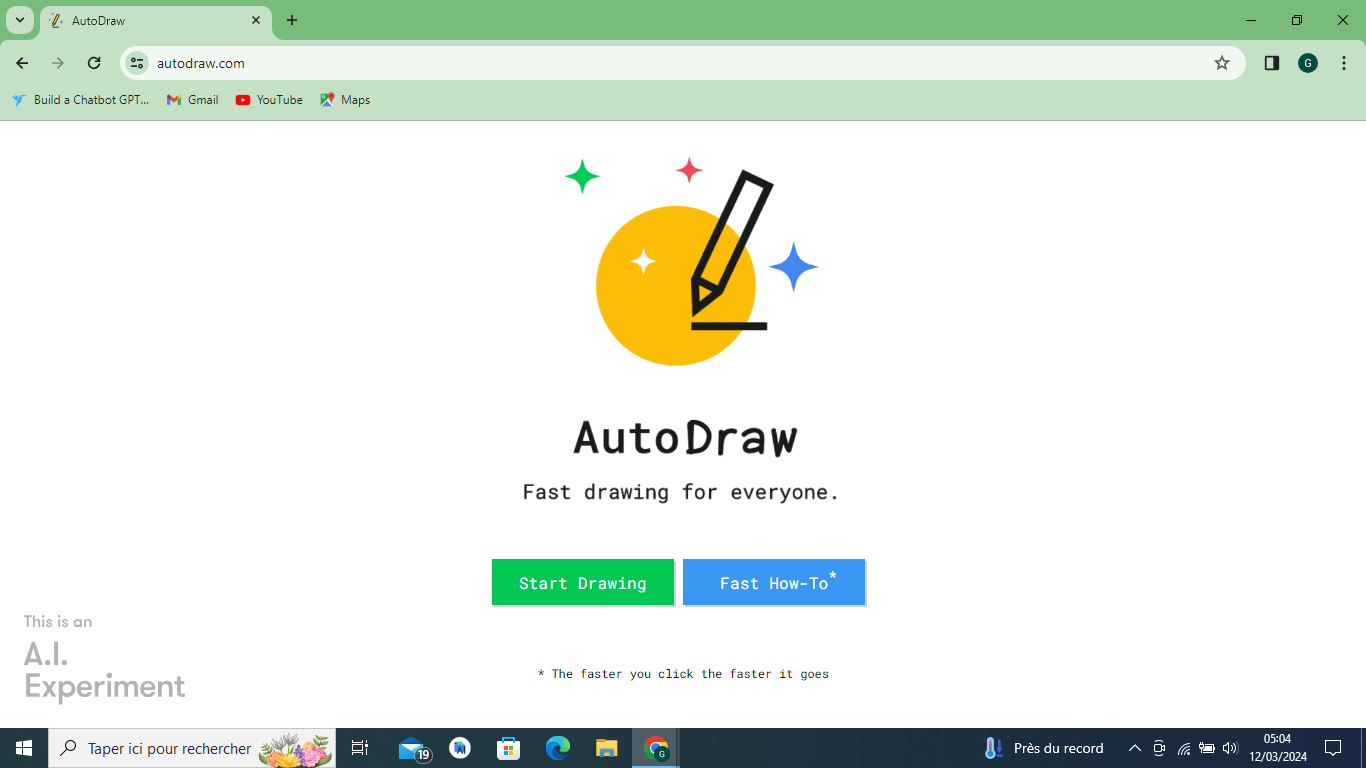 AutoDraw
autodraw.com
G
Build a Chatbot GPT... Gmail YouTube Maps
AutoDraw
Fast drawing for everyone.
Start Drawing Fast How-To*
This is an
A.I.
Experiment
* The faster you click the faster it goes
Taper ici pour rechercher 19 G Près du record 05:04
12/03/2024